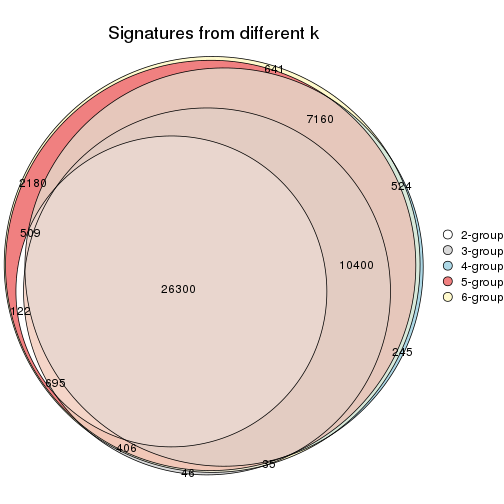 Signatures from different k
641
7160
2180
524
509
10400
26300
122
245
695
406
35
46
2-group
3-group
4-group
5-group
6-group